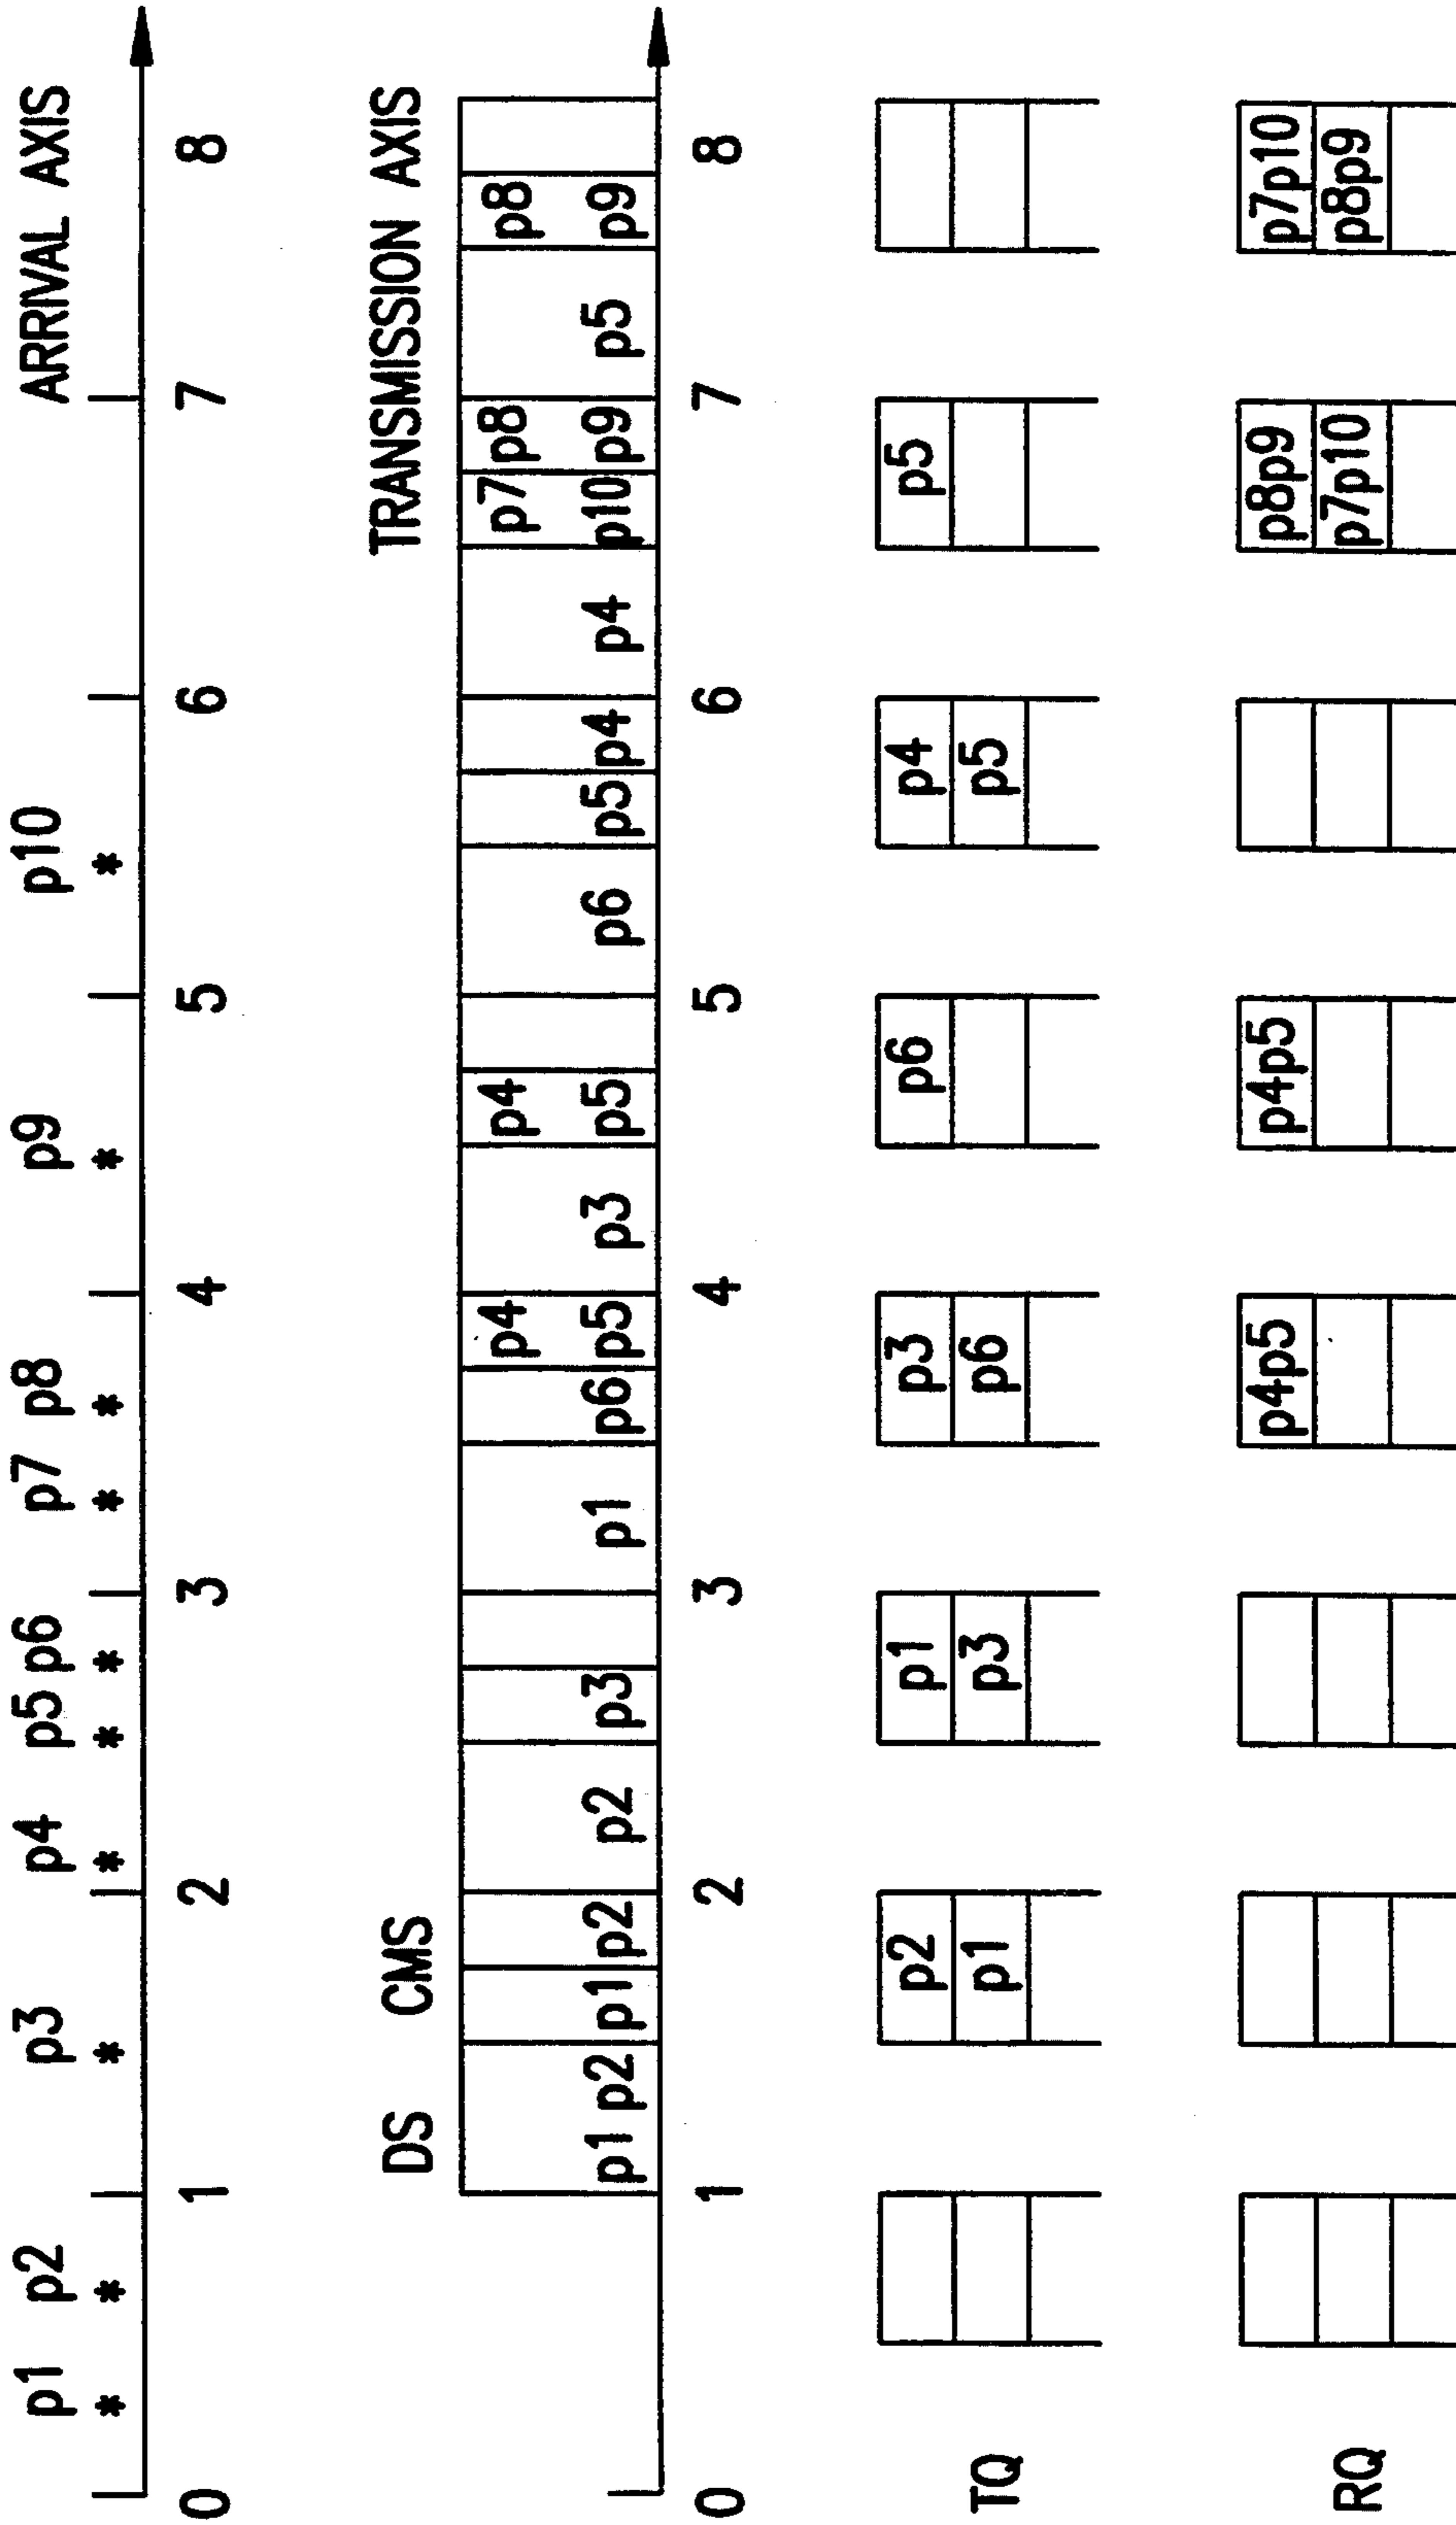 p1 p2 p3 p4 p5 p6 p7 p8 p9 p10 ARRIVAL AXIS
* * * * * * * * * *
0 1 2 3 4 5 6 7 8
DS CMS TRANSMISSION AXIS
p4 p4 p7 p8 p8
p1 p2 p1 p2 p2 p3 p1 p6 p5 p3 p5 p6 p5 p4 p4 p10 p9 p5 p9
0 1 2 3 4 5 6 7 8
p2 p1 p3 p6 p4 p5
TQ p1 p3 p6 p5
p4p5 p4p5 p8p9 p7p10
RQ p7p10 p8p9